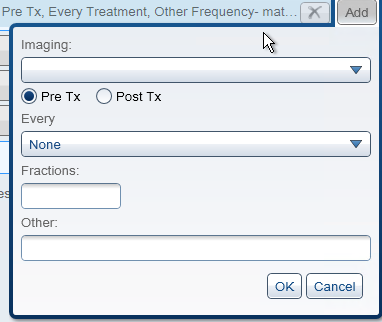 Pre Tx, Every Treatment, Other Frequency- mat...
Add
Imaging:
Pre Tx
Post Tx
Every
None
Fractions:
es
Other:
OK
Cancel